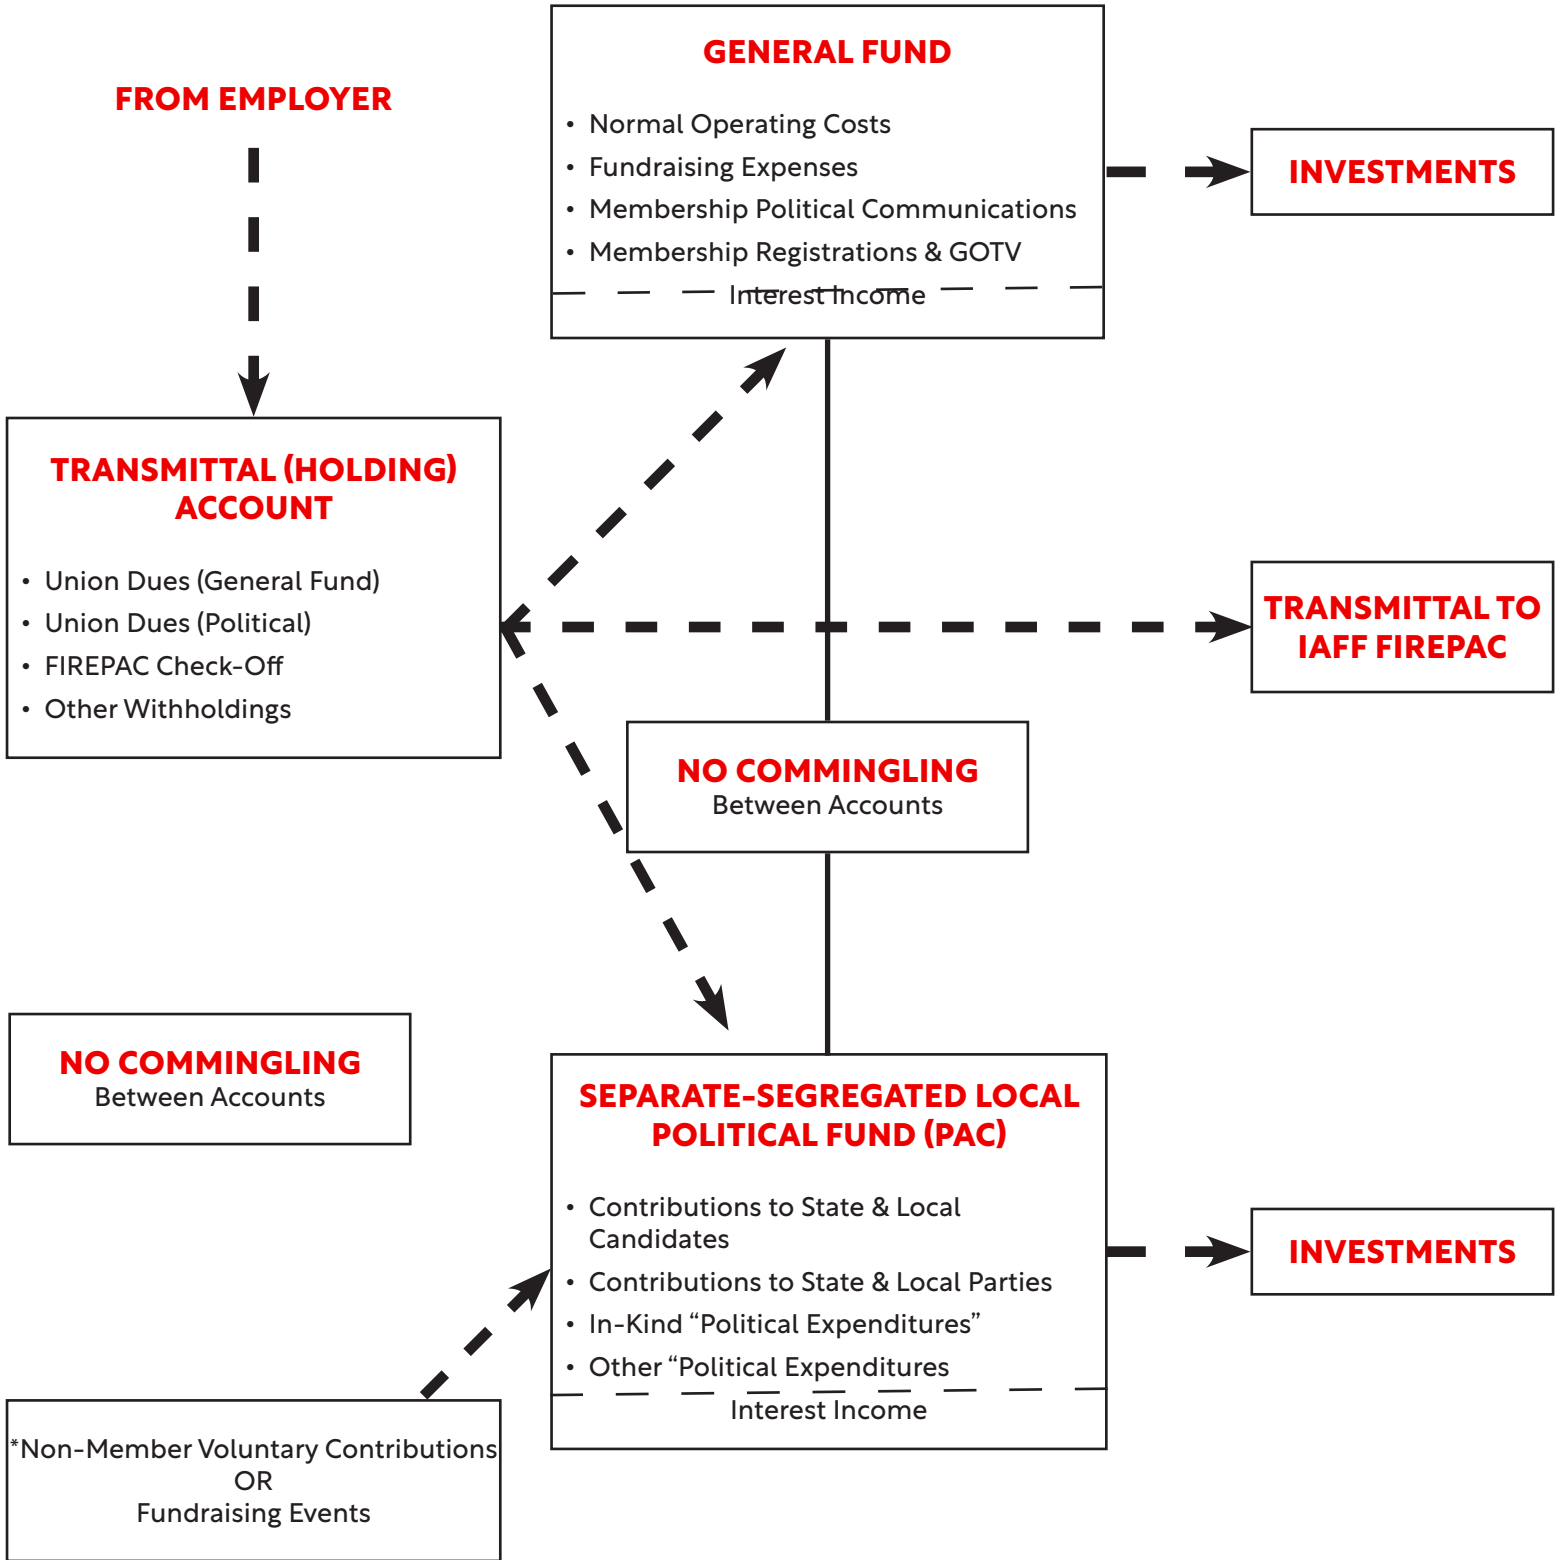 GENERAL FUND
• Normal Operating Costs
• Fundraising Expenses
• Membership Political Communications
• Membership Registrations & GOTV
Interest Income
FROM EMPLOYER
INVESTMENTS
TRANSMITTAL (HOLDING)
ACCOUNT
• Union Dues (General Fund)
• Union Dues (Political)
• FIREPAC Check-Off
• Other Withholdings
TRANSMITTAL TO
IAFF FIREPAC
NO COMMINGLING
Between Accounts
NO COMMINGLING
Between Accounts
SEPARATE-SEGREGATED LOCAL
POLITICAL FUND (PAC)
• Contributions to State & Local
Candidates
• Contributions to State & Local Parties
• In-Kind “Political Expenditures”
• Other “Political Expenditures
Interest Income
INVESTMENTS
*Non-Member Voluntary Contributions
OR
Fundraising Events